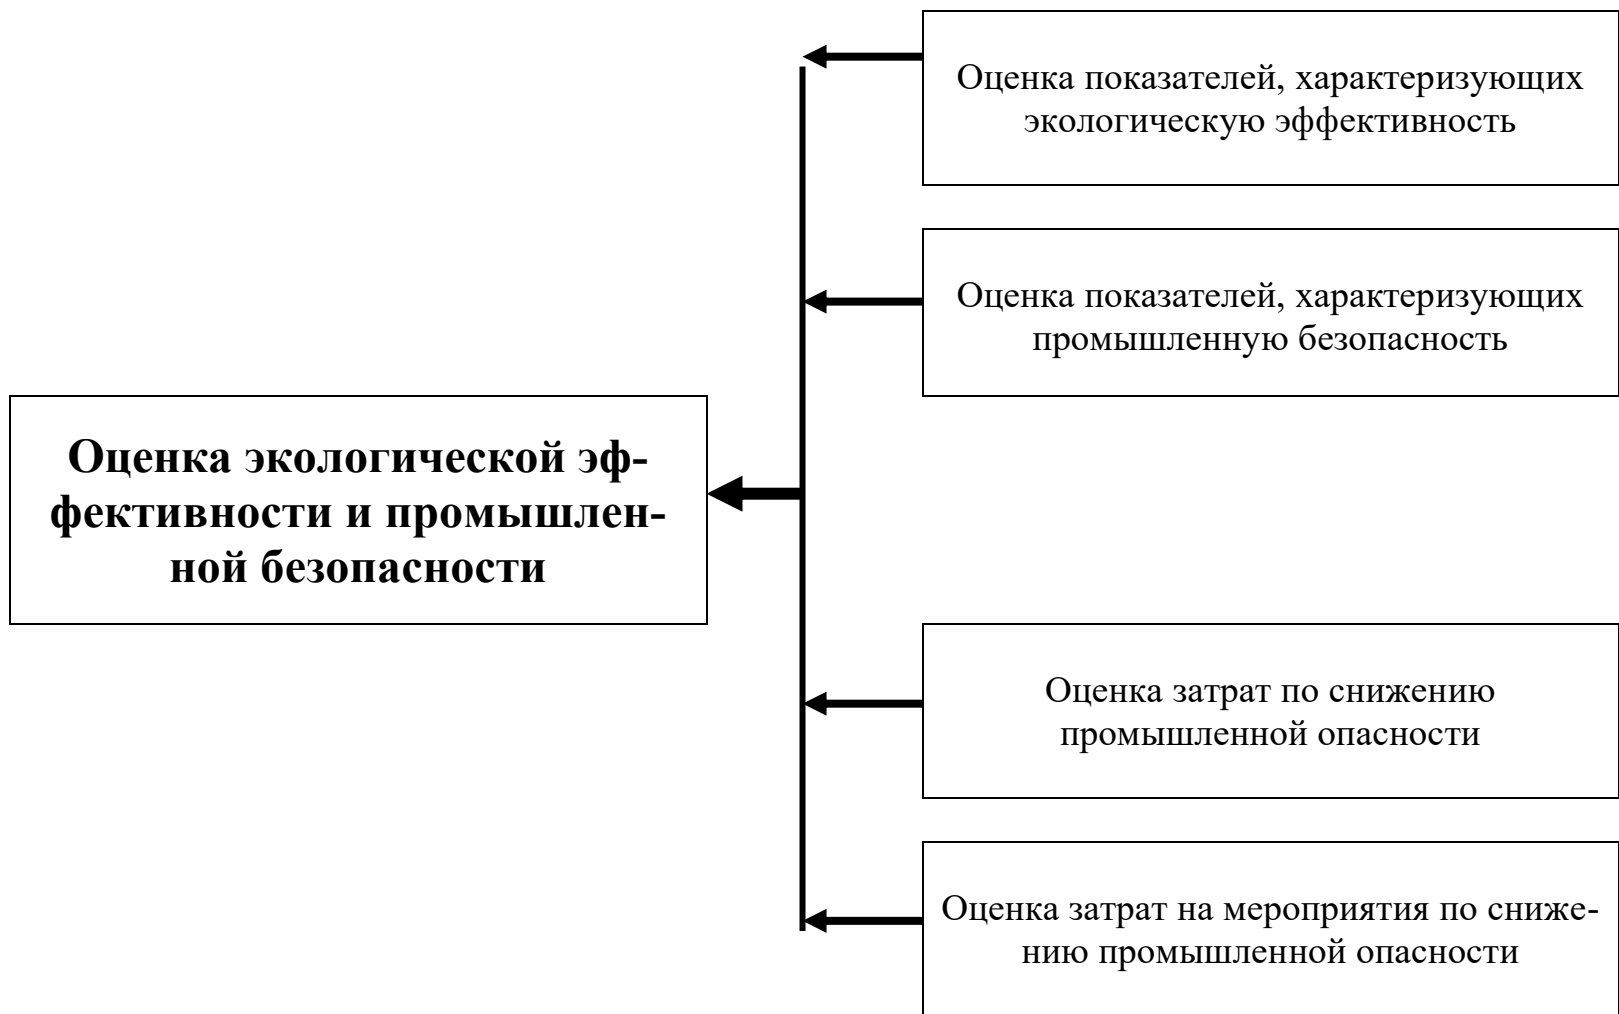 Оценка показателей, характеризующих
экологическую эффективность
Оценка показателей, характеризующих
промышленную безопасность
Оценка экологической эф-
фективности и промышлен-
ной безопасности
Оценка затрат по снижению
промышленной опасности
Оценка затрат на мероприятия по сниже-
нию промышленной опасности